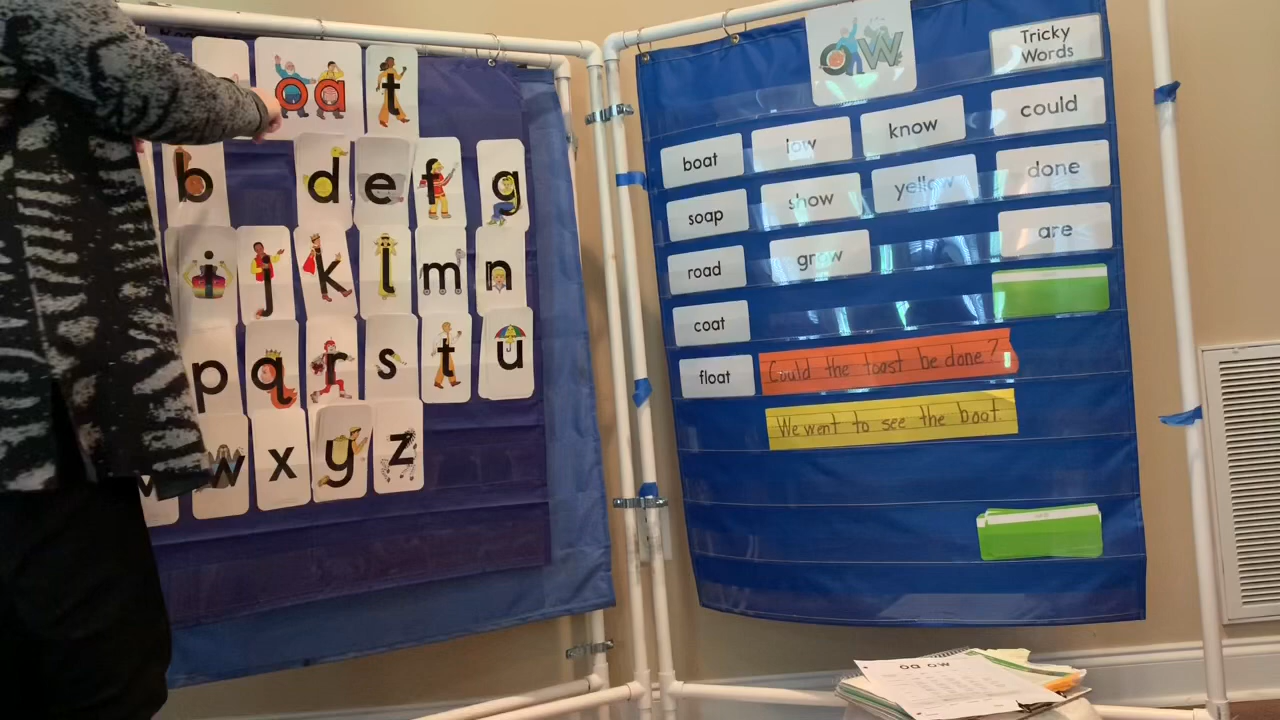 oa t
b d e f g
i j k l m n
p q r s t u
w x y z
ow
Tricky
Words
boat low know could
soap show yellow done
road grow are
coat
float
Could the toast be done?
We went to see the boat.
oa ow